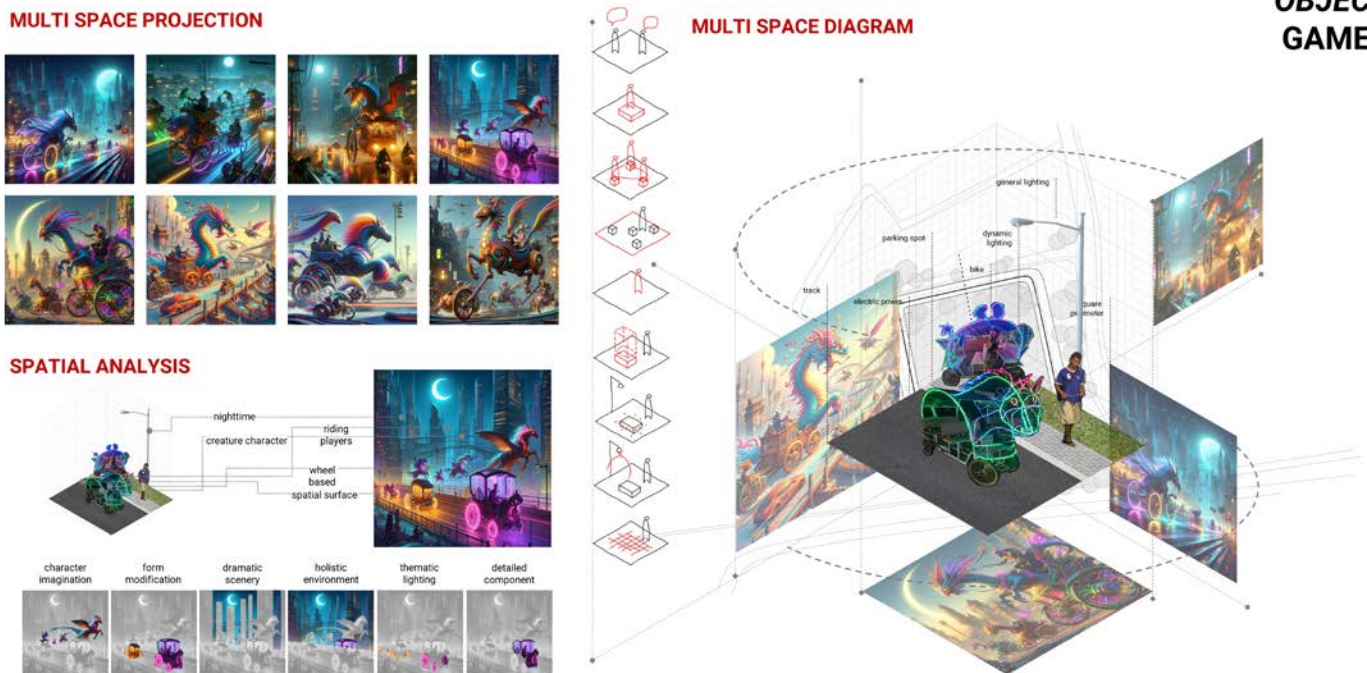 MULTI SPACE PROJECTION
MULTI SPACE DIAGRAM
GAME
general lighting
parking spot
dynamic
lighting
bike
track
electric power
SPATIAL ANALYSIS
nighttime
creature character
riding
players
wheel
based
spatial surface
character
imagination
form
modification
dramatic
scenery
holistic
environment
thematic
lighting
detailed
component